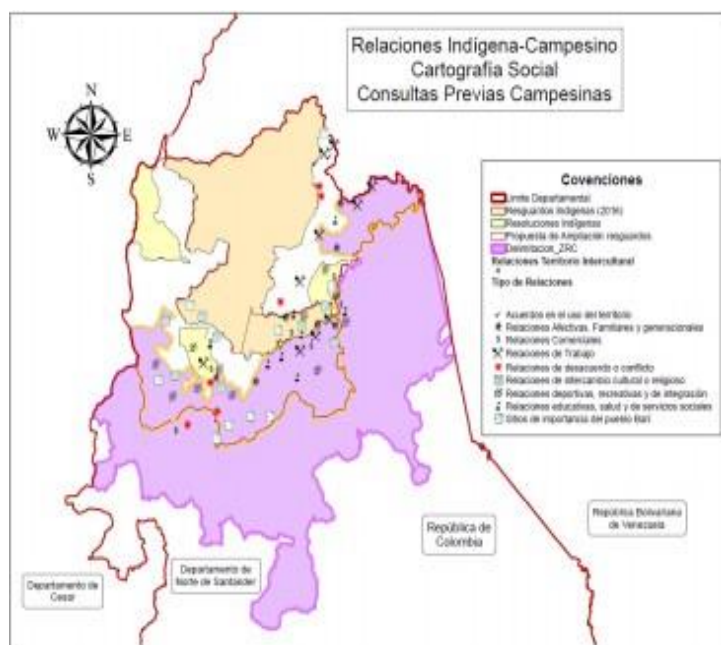 Relaciones Indígena-Campesino
Cartografía Social
Consultas Previas Campesinas
N
W
E
S
Covenciones
Limite Departamental
Resguardos Indigenas (2016)
Resoluciones Indígenas
Propuesta de Ampliación resguardos
Delimitacion_ZRC
Relaciones Territorio Intercultural
Tipo de Relaciones
Acuerdos en el uso del territorio
Relaciones Afectivas, Familiares y generacionales
Relaciones Comerciales
Relaciones de Trabajo
Relaciones de desacuerdo o conflicto
Relaciones de intercambio cultural o religioso
Relaciones deportivas, recreativas y de integración
Relaciones educativas, salud y de servicios sociales
Sitios de importancia del pueblo Barí
República Bolivariana
de Venezuela
República de
Colombia
Departamento de
Norte de Santander
Departamento de
Cesar